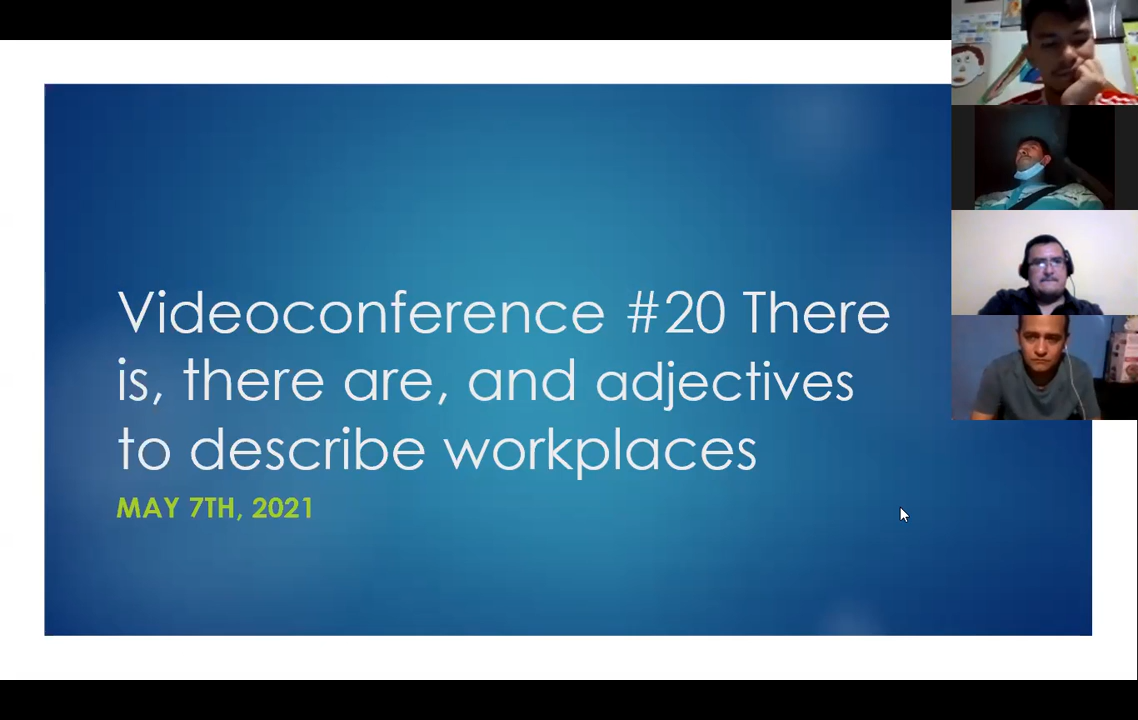 Videoconference #20 There
is, there are, and adjectives
to describe workplaces
MAY 7TH, 2021